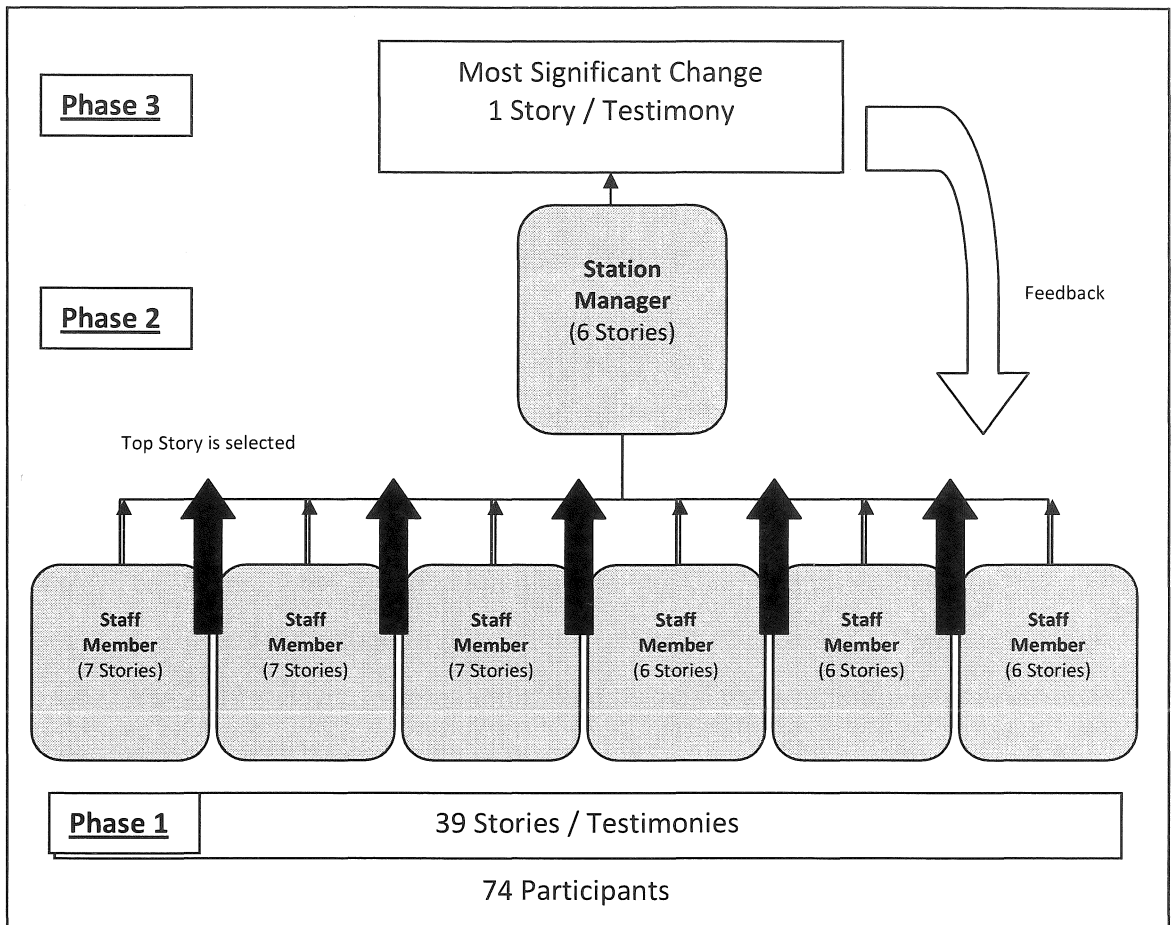 Most Significant Change
1 Story / Testimony
Phase 3
Station
Manager
(6 Stories)
Phase 2
Feedback
Top Story is selected
Staff
Member
(7 Stories)
Staff
Member
(7 Stories)
Staff
Member
(7 Stories)
Staff
Member
(6 Stories)
Staff
Member
(6 Stories)
Staff
Member
(6 Stories)
Phase 1
39 Stories / Testimonies
74 Participants